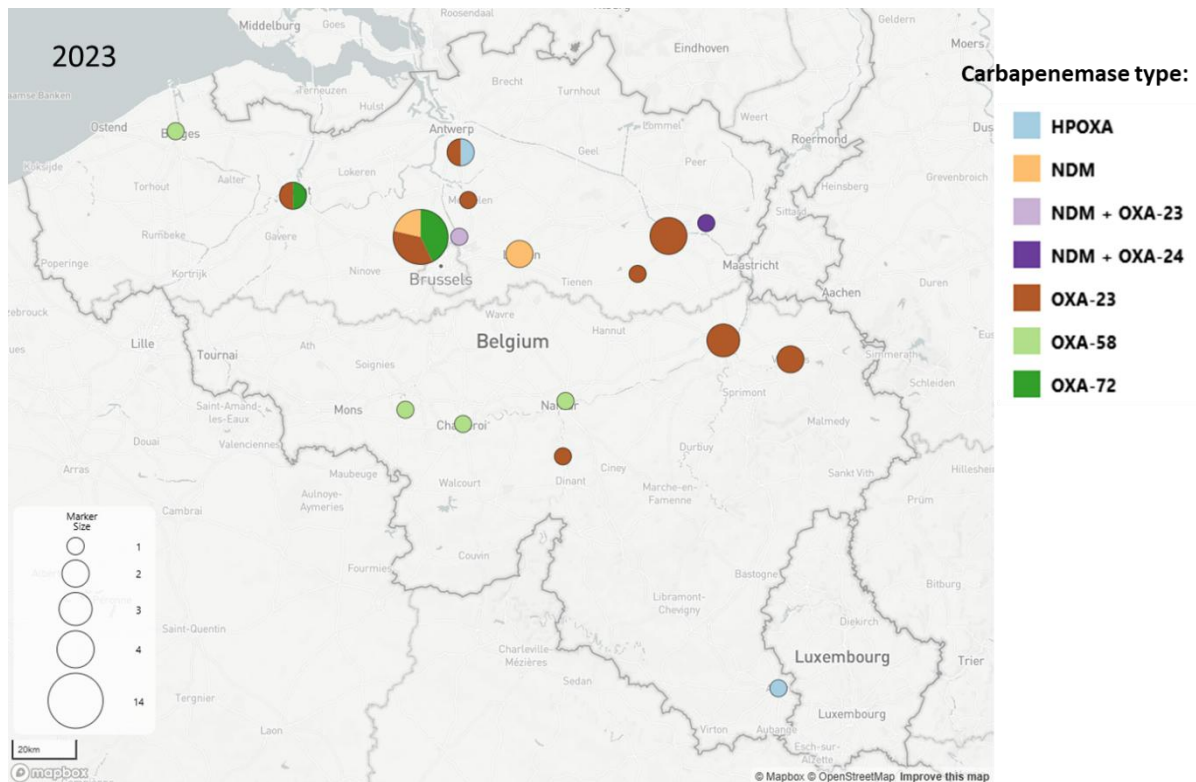 2023
Carbapenemase type:
HPOXA
NDM
NDM + OXA-23
NDM + OXA-24
OXA-23
OXA-58
OXA-72
Roosendaal
Middelburg
Goes
Geldern
Eindhoven
Moers
Brecht
Turnhout
Terneuzen
Hulst
Weert
Ostend
Antwerp
Lommel
Roermond
Koksijde
Geel
Peer
Grevenbroich
Torhout
Aalter
Lokeren
Heinsberg
Sittard
Rumbeke
Gavere
Poperinge
Ninove
Brussels
Maastricht
Kortrijk
Tienen
Aachen
Duren
Wavre
Hannut
Lille
Ath
Belgium
Tournai
Soignies
Simmerath
Schleiden
Sprimont
Saint-Amand
-les-Eaux
Mons
Namur
Malmedy
Douai
Valenciennes
Charleroi
Durbuy
Arras
Maubeuge
Ciney
Sankt Vith
Walcourt
Dinant
Marche-en-
Famenne
Aulnoye-
Aymeries
Prüm
Cambrai
Couvin
Fourmies
Bastogne
Bitburg
Libramont-
Chevigny
Diekirch
Saint-Quentin
Charleville-
Mézières
Luxembourg
Trier
Sedan
Tergnier
Luxembourg
Laon
Virton
Aubange
Esch-sur-
Alzette
Marker
Size
1
2
3
4
14
20km
mapbox
© Mapbox © OpenStreetMap Improve this map